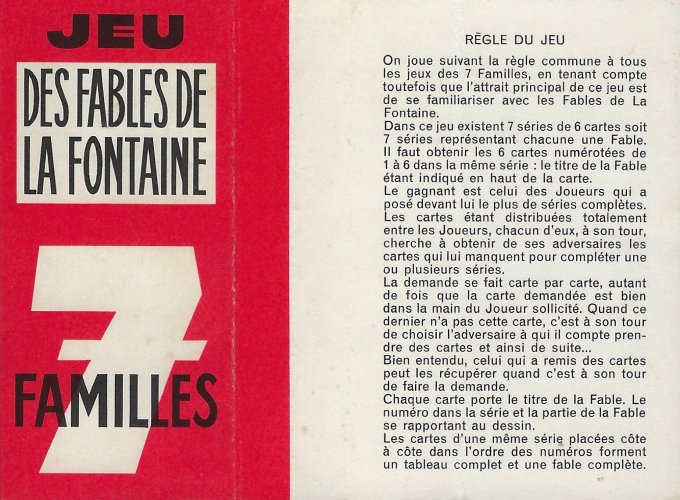 JEU
DES FABLES DE
LA FONTAINE
7
FAMILLES
RÈGLE DU JEU
On joue suivant la règle commune à tous
les jeux des 7 Familles, en tenant compte
toutefois que l'attrait principal de ce jeu est
de se familiariser avec les Fables de La
Fontaine.
Dans ce jeu existent 7 séries de 6 cartes soit
7 séries représentant chacune une Fable.
Il faut obtenir les 6 cartes numérotées de
1 à 6 dans la même série : le titre de la Fable
étant indiqué en haut de la carte.
Le gagnant est celui des Joueurs qui a
posé devant lui le plus de séries complètes.
Les cartes étant distribuées totalement
entre les Joueurs, chacun d'eux, à son tour,
cherche à obtenir de ses adversaires les
cartes qui lui manquent pour compléter une
ou plusieurs séries.
La demande se fait carte par carte, autant
de fois que la carte demandée est bien
dans la main du Joueur sollicité. Quand ce
dernier n'a pas cette carte, c'est à son tour
de choisir l'adversaire à qui il compte pren-
dre des cartes et ainsi de suite...
Bien entendu, celui qui a remis des cartes
peut les récupérer quand c'est à son tour
de faire la demande.
Chaque carte porte le titre de la Fable. Le
numéro dans la série et la partie de la Fable
se rapportant au dessin.
Les cartes d'une même série placées côte
à côte dans l'ordre des numéros forment
un tableau complet et une fable complète.